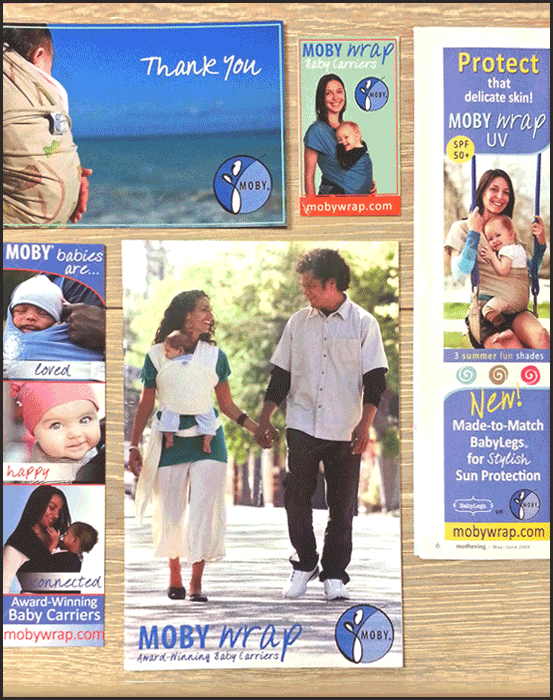 Thank You
MOBY.
MOBY wrap
Baby Carriers
MOBY.
mobywrap.com
Protect
that
delicate skin!
MOBY wrap
UV
SPF
50+
3 summer fun shades
New!
Made-to-Match
BabyLegs®
for Stylish
Sun Protection
BabyLegs
MOBY.
mobywrap.com
6 mothering May-June 2009
MOBY® babies
are...
loved
happy
connected
Award-Winning
Baby Carriers
mobywrap.com
MOBY® wrap
Award-Winning Baby Carriers
MOBY.